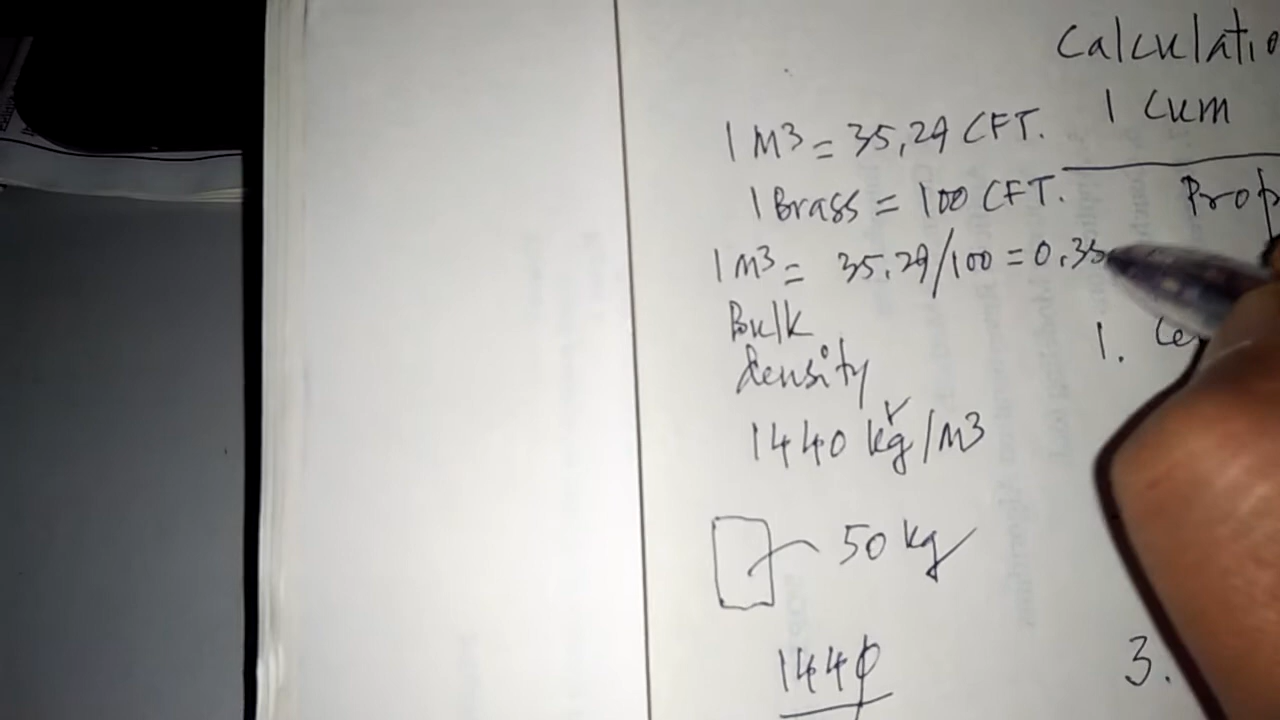 Calculatio
1 Cum
1 M3 = 35,29 CFT.
1 Brass = 100 CFT.
Prop
1 M3 = 35.29/100 = 0.35
Bulk
density
1. Ce
1440 kg/M3
50 kg
1440
3.